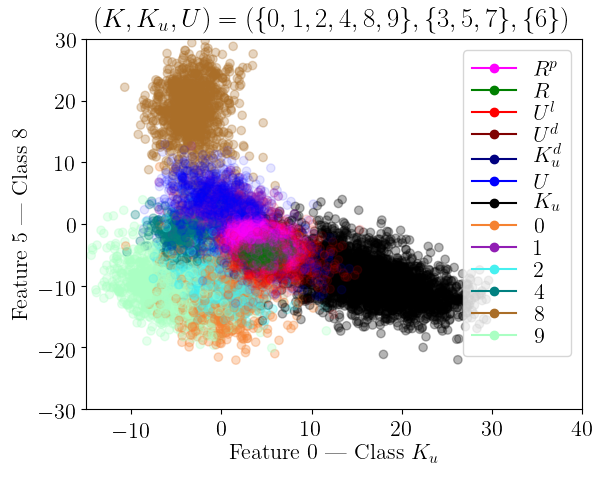 (K, K_u, U) = ({0, 1, 2, 4, 8, 9}, {3, 5, 7}, {6})
30
20
10
0
−10
−20
−30
Feature 5 — Class 8
−10
0
10
20
30
40
Feature 0 — Class K_u
R^p
R
U^l
U^d
K_u^d
U
K_u
0
1
2
4
8
9